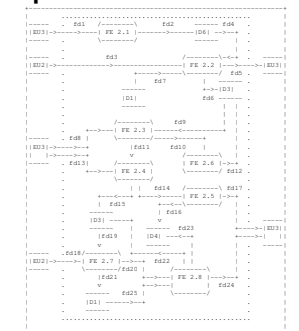 fd1 fd2 fd4
|EU3|->----->----| FE 2.1 |-------->-------|D6| -->--+
fd3
|EU2|->--------------------->| FE 2.2 |--->---->|EU3|
fd5
fd7
+->--|D3|
|D1| fd6
fd9
+-->---| FE 2.3 |------<-----+
fd8
|EU3|->---->--+ |fd11 fd10
|->---->--+
fd13 | FE 2.4 | | FE 2.6 |->--+
fd12
|fd14 fd17
+---<---+ +---->----| FE 2.5 |->--+
| fd15
fd16
|D3| ---->--+
fd23 +---->-|EU3|
|fd19 |D4| ---<--+
fd18
|EU2|->---->-| FE 2.7 |-->--+ fd22
fd20
|fd21 +-->---| FE 2.8 |---->---+
fd24
fd25
|D1| ------>---+